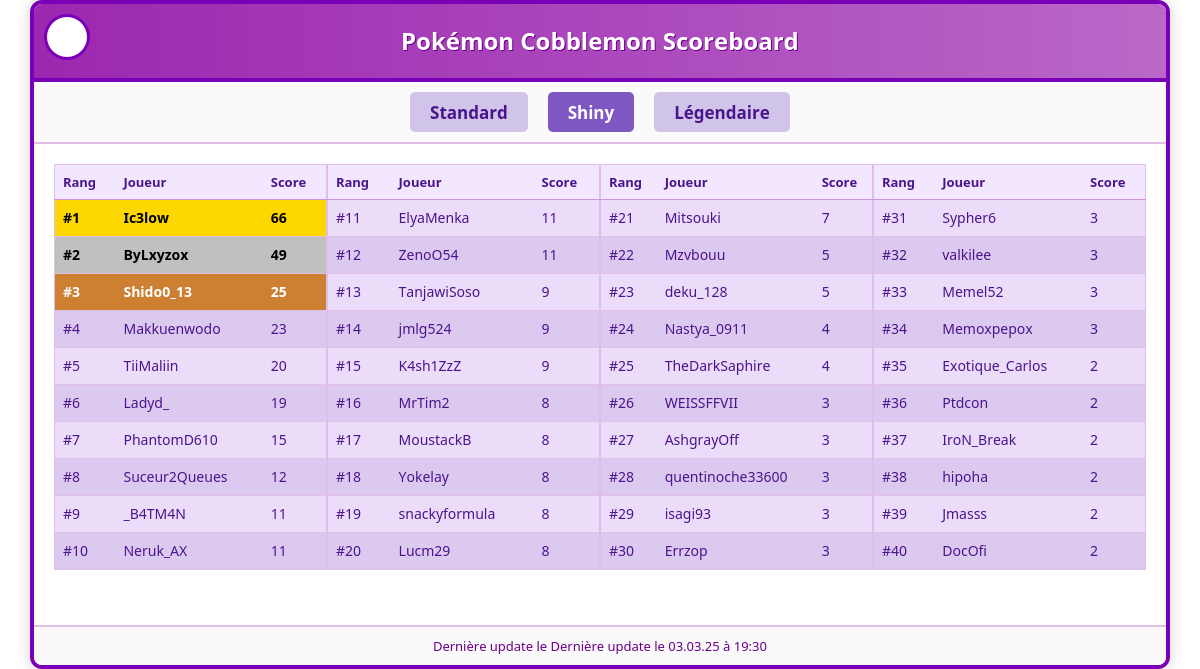 Pokémon Cobblemon Scoreboard
Standard Shiny Légendaire
Rang Joueur Score Rang Joueur Score Rang Joueur Score Rang Joueur Score
#1 Ic3low 66 #11 ElyaMenka 11 #21 Mitsouki 7 #31 Sypher6 3
#2 ByLxyzox 49 #12 ZenoO54 11 #22 Mzvbouu 5 #32 valkilee 3
#3 Shido0_13 25 #13 TanjawiSoso 9 #23 deku_128 5 #33 Memel52 3
#4 Makkuenwodo 23 #14 jmlg524 9 #24 Nastya_0911 4 #34 Memoxpepox 3
#5 TiiMaliin 20 #15 K4sh1ZzZ 9 #25 TheDarkSaphire 4 #35 Exotique_Carlos 2
#6 Ladyd_ 19 #16 MrTim2 8 #26 WEISSFFVII 3 #36 Ptdcon 2
#7 PhantomD610 15 #17 MoustackB 8 #27 AshgrayOff 3 #37 IroN_Break 2
#8 Suceur2Queues 12 #18 Yokelay 8 #28 quentinoche33600 3 #38 hipoha 2
#9 _B4TM4N 11 #19 snackyformula 8 #29 isagi93 3 #39 Jmasss 2
#10 Neruk_AX 11 #20 Lucm29 8 #30 Errzop 3 #40 DocOfi 2
Dernière update le Dernière update le 03.03.25 à 19:30